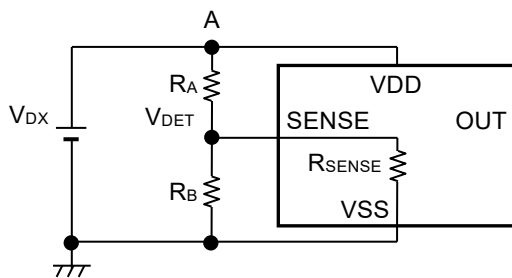 A
RA
VDD
VDX
VDET
SENSE
OUT
RSENSE
RB
VSS